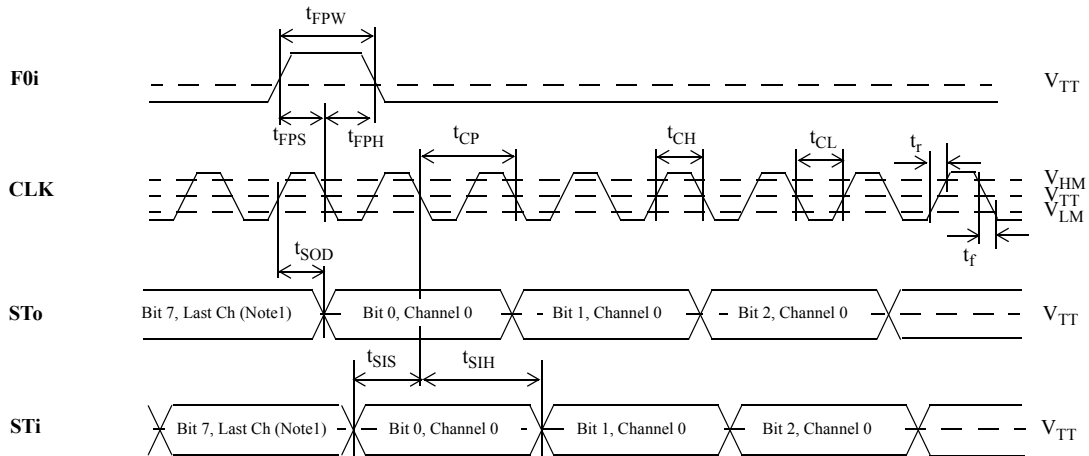 tFPW
F0i
VTT
tFPS
tFPH
tCP
tCH
tCL
tr
CLK
VHM
VTT
VLM
tSOD
tf
STo
Bit 7, Last Ch (Note1)
Bit 0, Channel 0
Bit 1, Channel 0
Bit 2, Channel 0
VTT
tSIS
tSIH
STi
Bit 7, Last Ch (Note1)
Bit 0, Channel 0
Bit 1, Channel 0
Bit 2, Channel 0
VTT